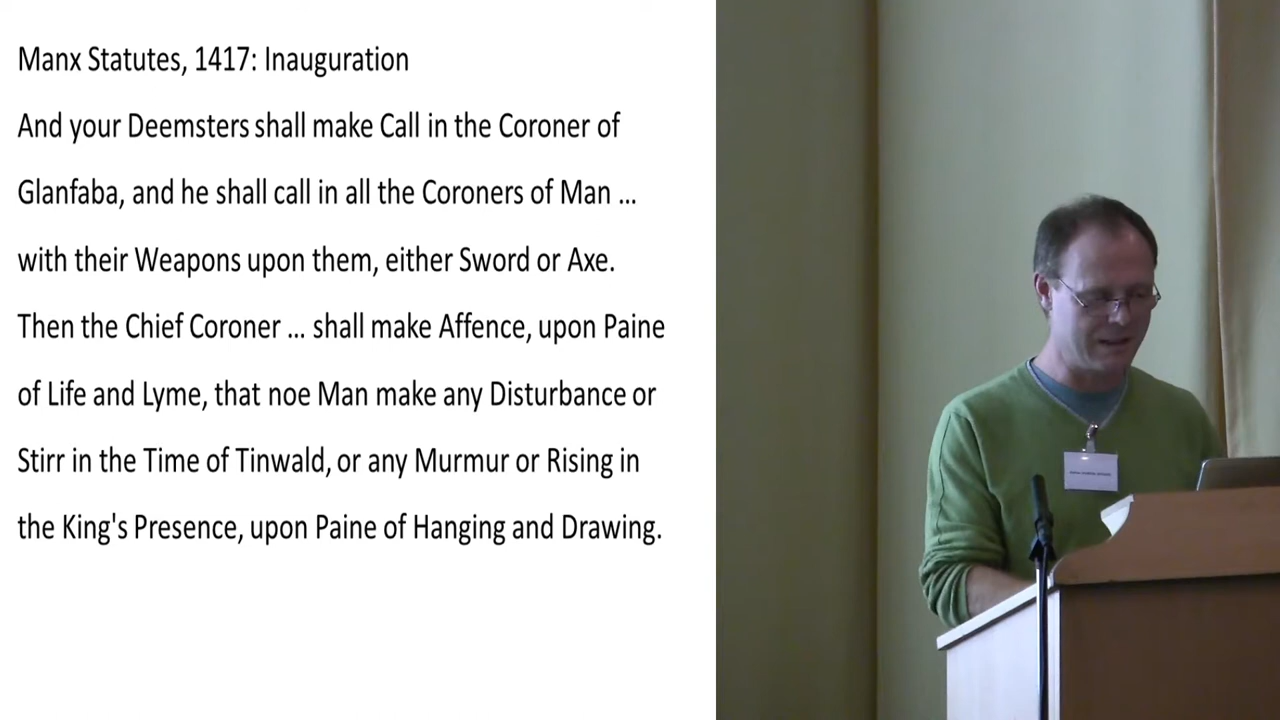 Manx Statutes, 1417: Inauguration
And your Deemsters shall make Call in the Coroner of
Glanfaba, and he shall call in all the Coroners of Man ...
with their Weapons upon them, either Sword or Axe.
Then the Chief Coroner ... shall make Affence, upon Paine
of Life and Lyme, that noe Man make any Disturbance or
Stirr in the Time of Tinwald, or any Murmur or Rising in
the King's Presence, upon Paine of Hanging and Drawing.